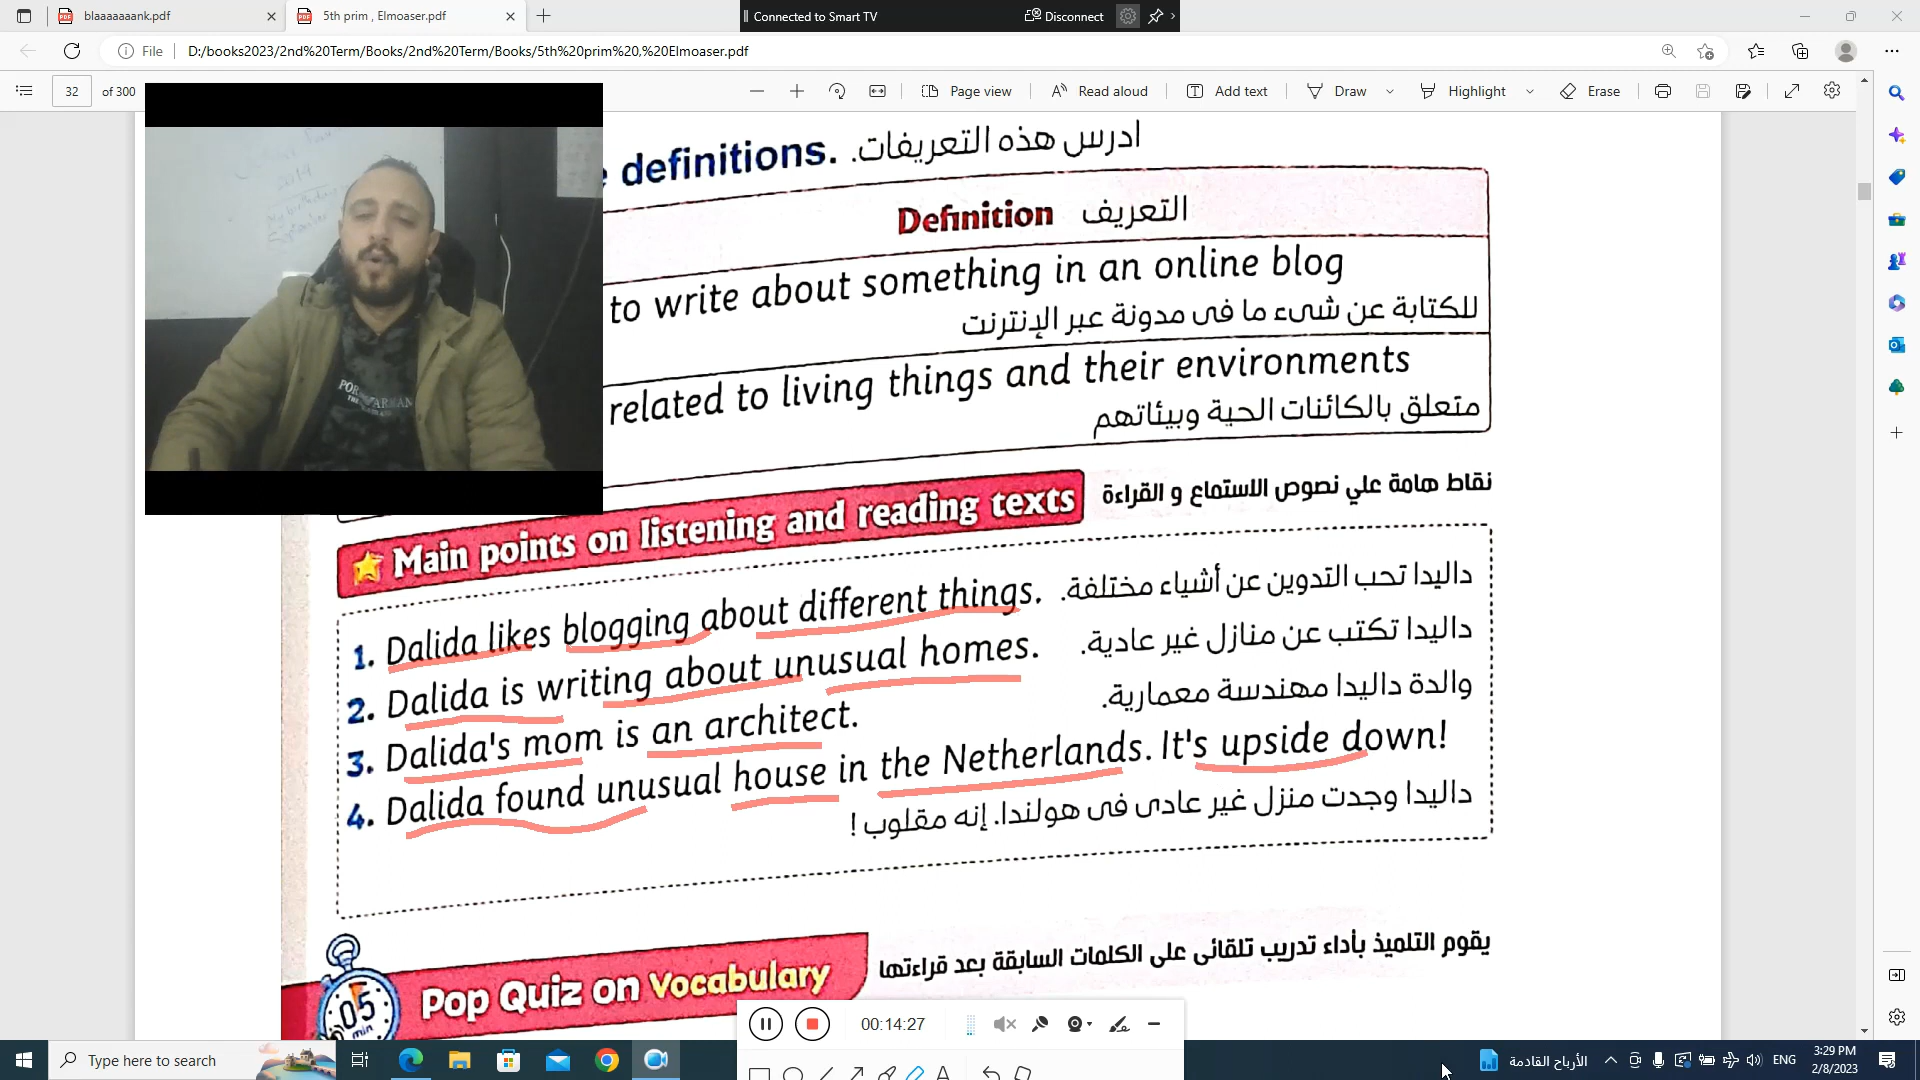 blaaaaaaank.pdf
5th prim , Elmoaser.pdf
Connected to Smart TV
Disconnect
File
D:/books2023/2nd%20Term/Books/2nd%20Term/Books/5th%20prim%20,%20Elmoaser.pdf
32 of 300
Page view
Read aloud
Add text
Draw
Highlight
Erase
definitions. ادرس هذه التعريفات.
Definition التعريف
to write about something in an online blog
للكتابة عن شىء ما فى مدونة عبر الإنترنت
related to living things and their environments
متعلق بالكائنات الحية وبيئاتهم
Main points on listening and reading texts نقاط هامة علي نصوص الاستماع و القراءة
1. Dalida likes blogging about different things. داليدا تحب التدوين عن أشياء مختلفة.
2. Dalida is writing about unusual homes. داليدا تكتب عن منازل غير عادية.
3. Dalida's mom is an architect. والدة داليدا مهندسة معمارية.
4. Dalida found unusual house in the Netherlands. It's upside down!
داليدا وجدت منزل غير عادى فى هولندا. إنه مقلوب !
05 min
Pop Quiz on Vocabulary يقوم التلميذ بأداء تدريب تلقائى على الكلمات السابقة بعد قراءتها
00:14:27
Type here to search
الأرباح القادمة
ENG
3:29 PM
2/8/2023